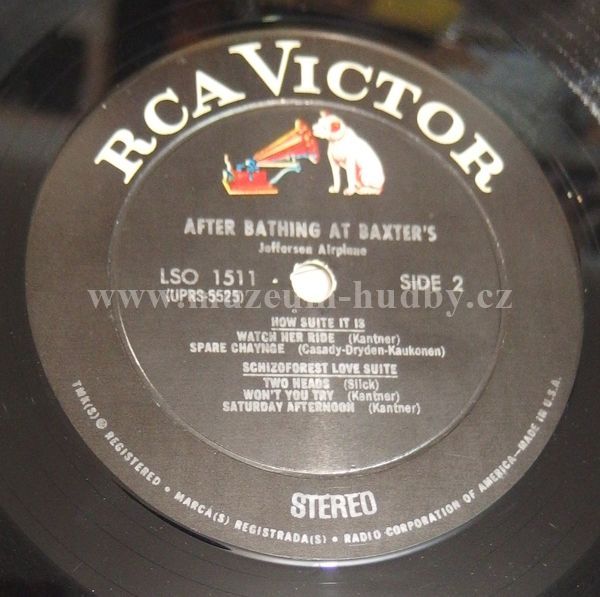 RCA VICTOR
AFTER BATHING AT BAXTER'S
Jefferson Airplane
LSO 1511
(UPRS-5525)
SIDE 2
www.muzeum-hudby.cz
HOW SUITE IT IS
WATCH HER RIDE (Kantner)
SPARE CHAYNGE (Casady-Dryden-Kaukonen)
SCHIZOFOREST LOVE SUITE
TWO HEADS (Slick)
WON'T YOU TRY (Kantner)
SATURDAY AFTERNOON (Kantner)
STEREO
TMK(S) ® REGISTERED • MARCA(S) REGISTRADA(S) • RADIO CORPORATION OF AMERICA—MADE IN U.S.A.